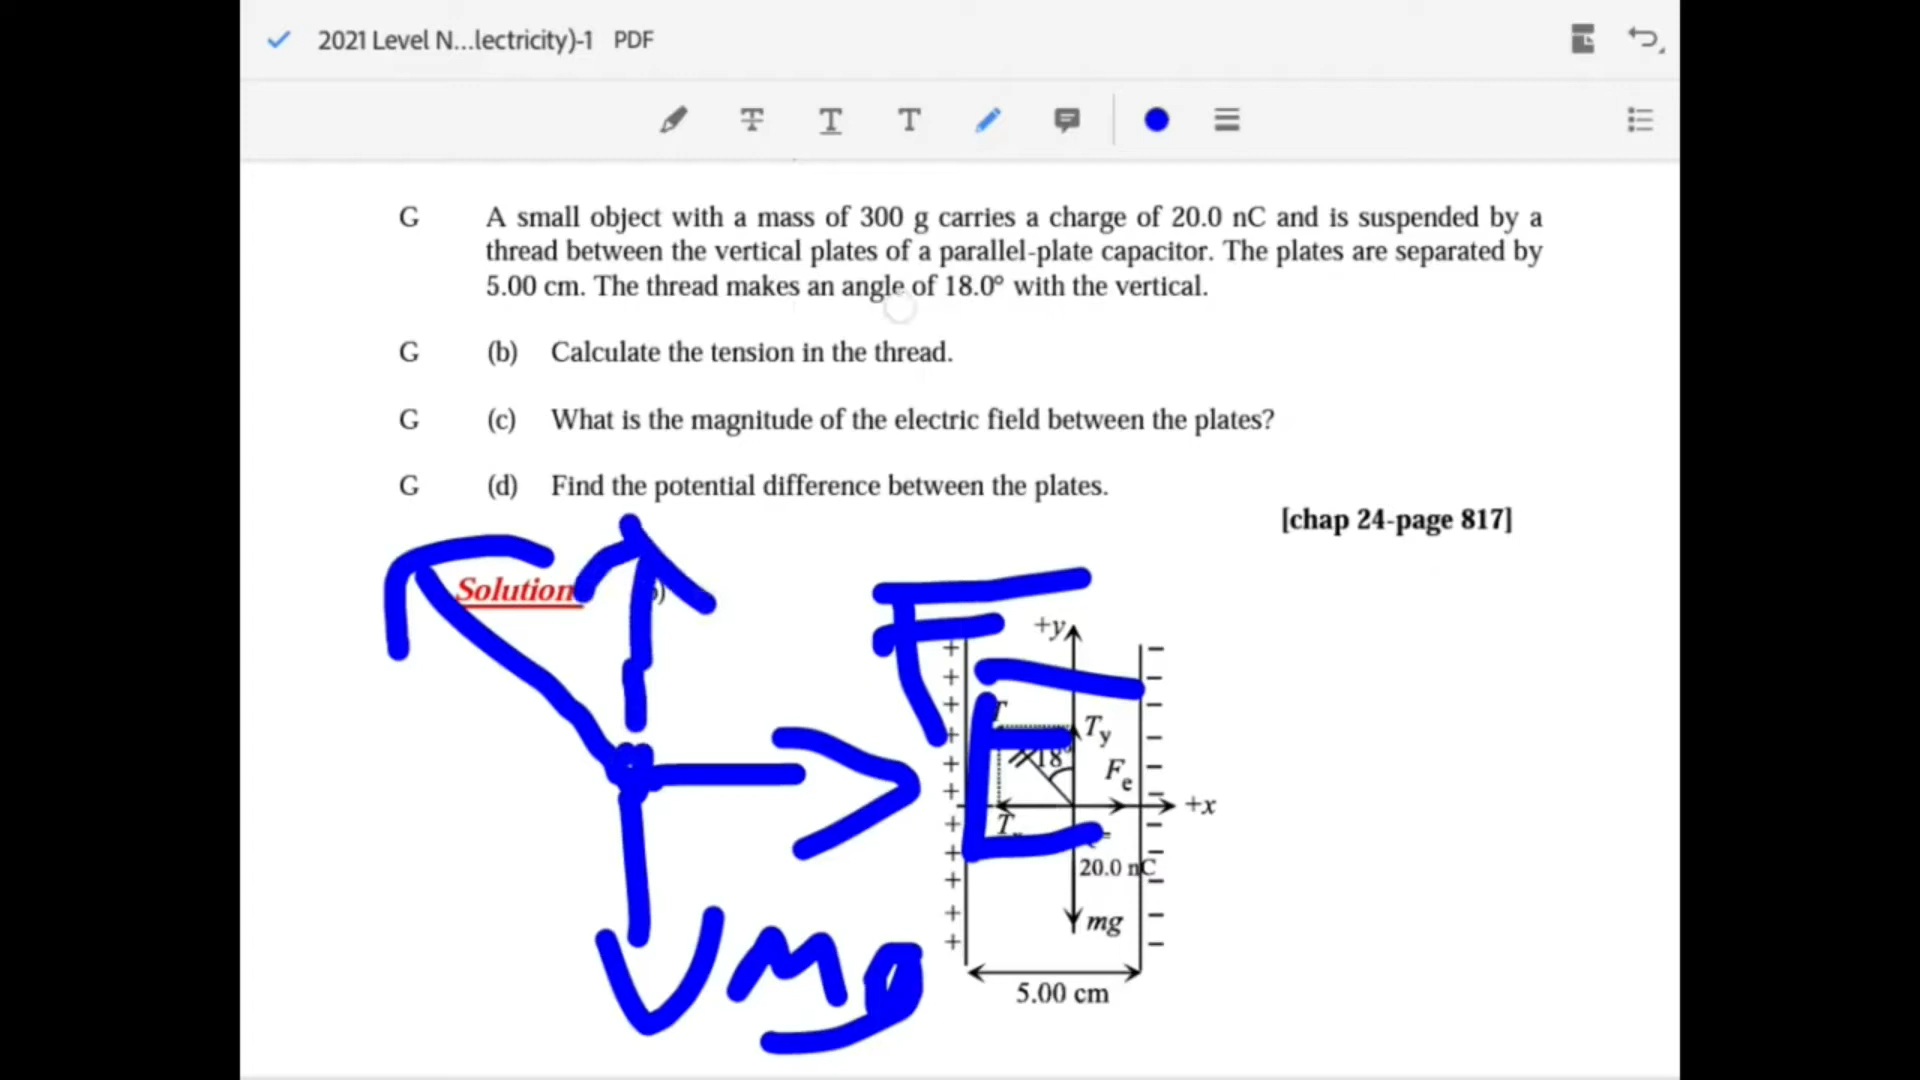 2021 Level N...lectricity)-1 PDF
G A small object with a mass of 300 g carries a charge of 20.0 nC and is suspended by a
thread between the vertical plates of a parallel-plate capacitor. The plates are separated by
5.00 cm. The thread makes an angle of 18.0° with the vertical.
G (b) Calculate the tension in the thread.
G (c) What is the magnitude of the electric field between the plates?
G (d) Find the potential difference between the plates.
[chap 24-page 817]
Solution
FE
+y
T
Ty
18°
Fe
+x
T
20.0 nC
mg
Mg
5.00 cm